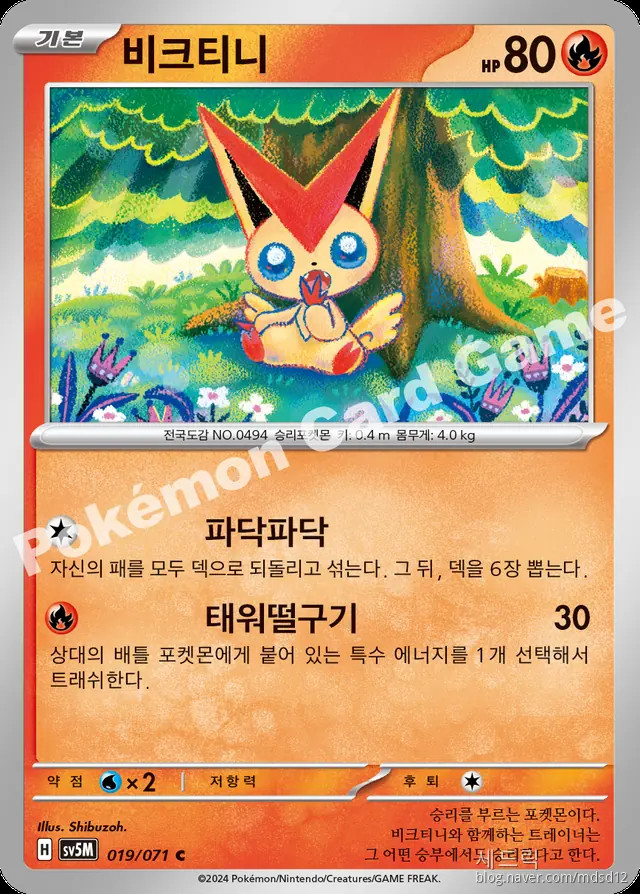 기본 비크티니 HP 80
전국도감 NO.0494 승리포켓몬 키: 0.4 m 몸무게: 4.0 kg
Pokémon Card Game
파닥파닥
자신의 패를 모두 덱으로 되돌리고 섞는다. 그 뒤, 덱을 6장 뽑는다.
태워떨구기 30
상대의 배틀 포켓몬에게 붙어 있는 특수 에너지를 1개 선택해서
트래쉬한다.
약점 ×2 저항력 후퇴
Illus. Shibuzoh.
H SV5M 019/071 C
승리를 부르는 포켓몬이다.
비크티니와 함께하는 트레이너는
그 어떤 승부에서도 한다고 한다.
©2024 Pokémon/Nintendo/Creatures/GAME FREAK.
blog.naver.com/mdsd12